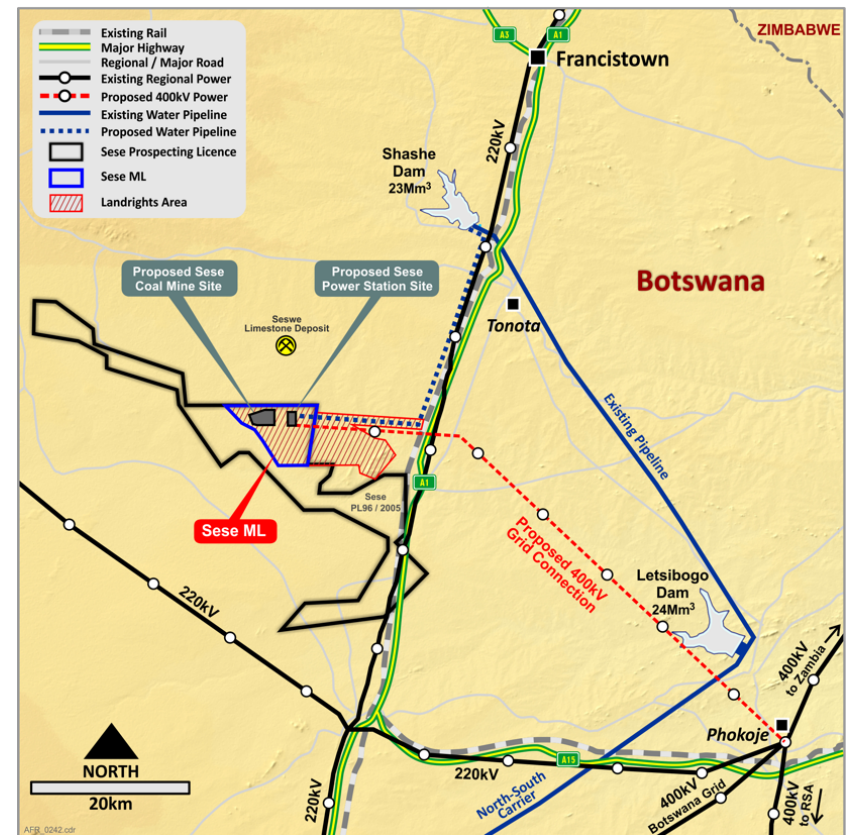 Existing Rail
Major Highway
Regional / Major Road
Existing Regional Power
Proposed 400kV Power
Existing Water Pipeline
Proposed Water Pipeline
Sese Prospecting Licence
Sese ML
Landrights Area
A3
A1
ZIMBABWE
Francistown
220kV
Shashe
Dam
23Mm³
Botswana
Proposed Sese
Coal Mine Site
Proposed Sese
Power Station Site
Seswe
Limestone Deposit
Tonota
Existing Pipeline
A1
Sese
PL96 / 2005
Sese ML
Proposed 400kV
Grid Connection
Letsibogo
Dam
24Mm³
220kV
400kV
to Zambia
Phokoje
NORTH
20km
220kV
220kV
A15
North-South
Carrier
400kV
Botswana Grid
400kV
to RSA
AFR_0242.cdr